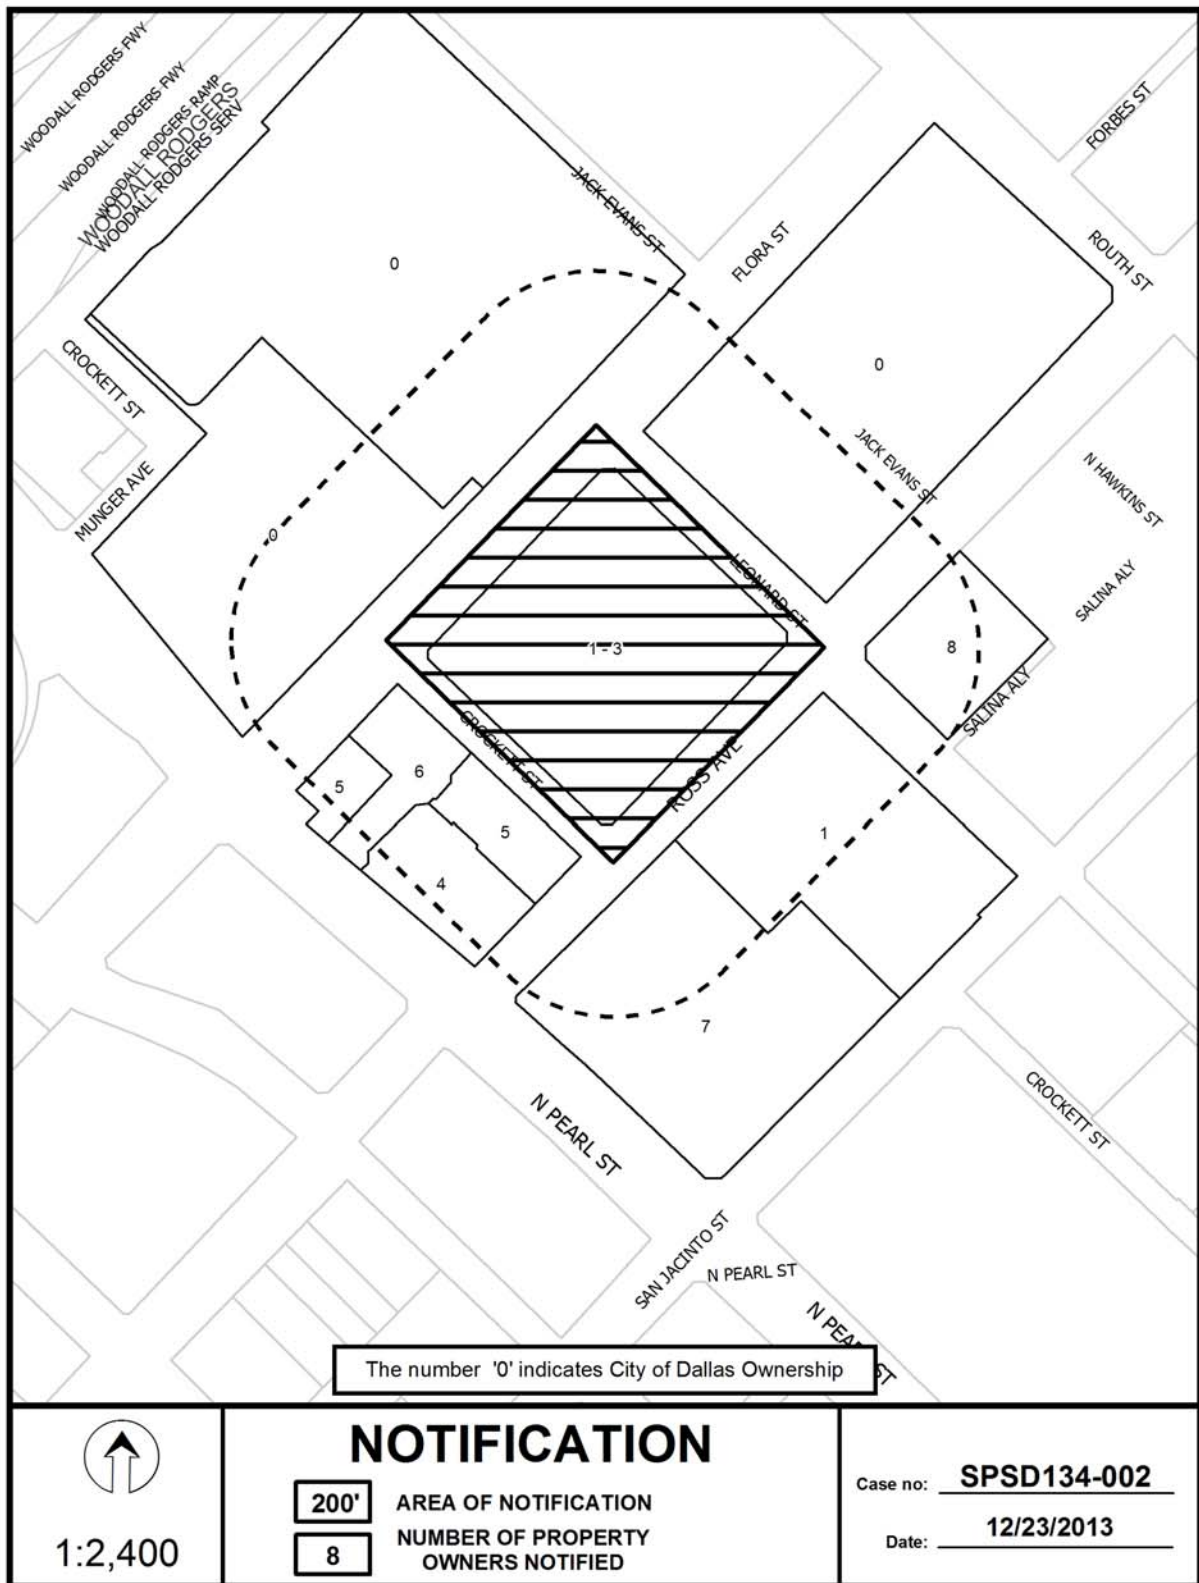 WOODALL RODGERS FWY
WOODALL RODGERS FWY
WOODALL RODGERS RAMP
WOODALL RODGERS
WOODALL RODGERS SERV
FORBES ST
JACK EVANS ST
FLORA ST
ROUTH ST
0
0
CROCKETT ST
JACK EVANS ST
N HAWKINS ST
MUNGER AVE
0
LEONARD ST
SALINA ALY
1 - 3
8
SALINA ALY
CROCKETT ST
ROSS AVE
6
5
5
1
4
7
N PEARL ST
CROCKETT ST
SAN JACINTO ST
N PEARL ST
N PEARL ST
The number '0' indicates City of Dallas Ownership
1:2,400
NOTIFICATION
200' AREA OF NOTIFICATION
8 NUMBER OF PROPERTY
OWNERS NOTIFIED
Case no: SPSD134-002
Date: 12/23/2013